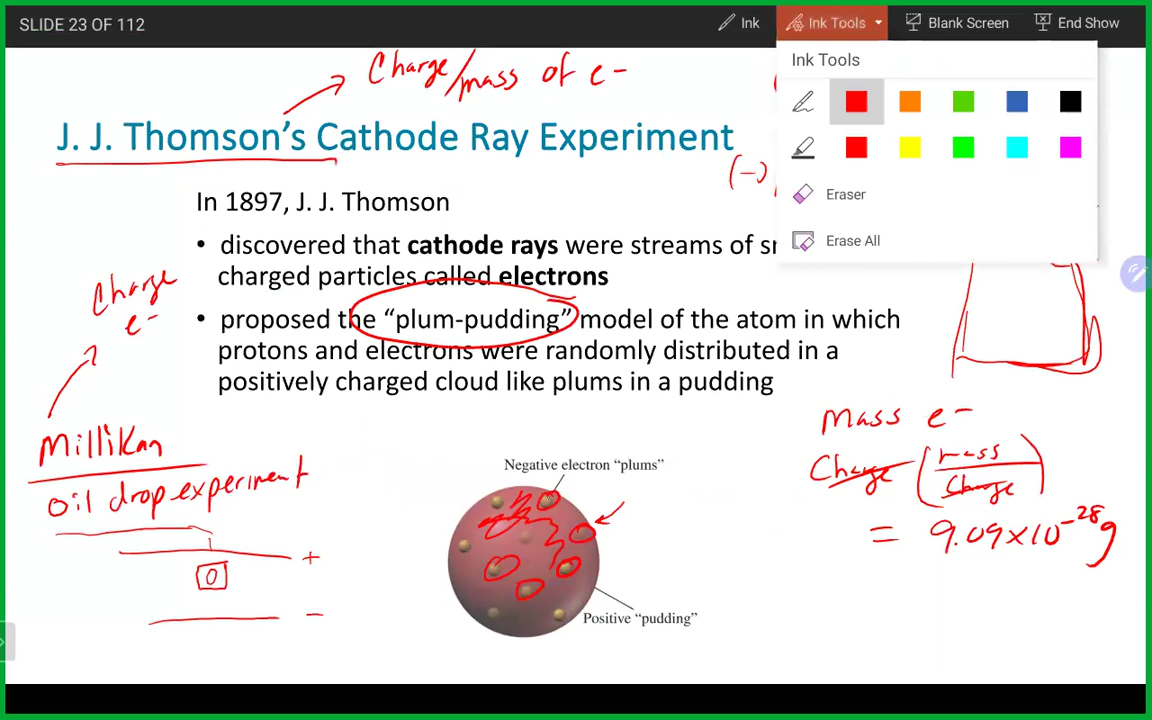 SLIDE 23 OF 112
Ink
Ink Tools
Blank Screen
End Show
Ink Tools
Eraser
Erase All
Charge/mass of e-
J. J. Thomson's Cathode Ray Experiment
(-)
In 1897, J. J. Thomson
• discovered that cathode rays were streams of
charged particles called electrons
• proposed the “plum-pudding” model of the atom in which
protons and electrons were randomly distributed in a
positively charged cloud like plums in a pudding
Charge
e-
Millikan
oil drop experiment
+
-
Negative electron “plums”
Positive “pudding”
Mass e-
Charge (mass
Charge)
= 9.09x10-28g